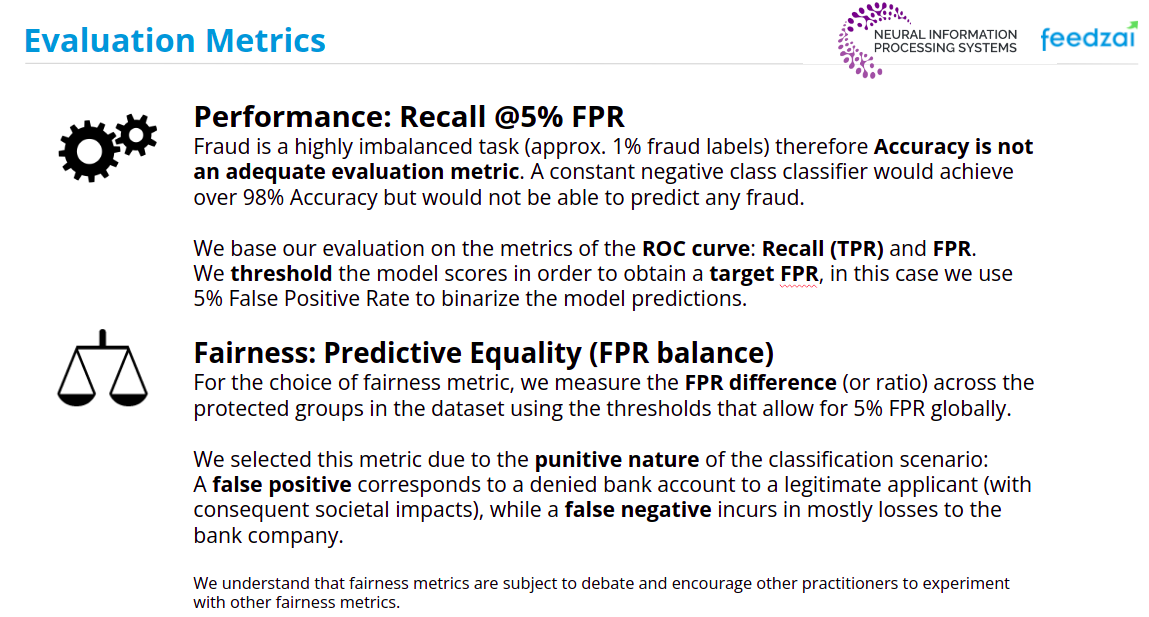 Evaluation Metrics
NEURAL INFORMATION
PROCESSING SYSTEMS
feedzai
Performance: Recall @5% FPR
Fraud is a highly imbalanced task (approx. 1% fraud labels) therefore Accuracy is not
an adequate evaluation metric. A constant negative class classifier would achieve
over 98% Accuracy but would not be able to predict any fraud.
We base our evaluation on the metrics of the ROC curve: Recall (TPR) and FPR.
We threshold the model scores in order to obtain a target FPR, in this case we use
5% False Positive Rate to binarize the model predictions.
Fairness: Predictive Equality (FPR balance)
For the choice of fairness metric, we measure the FPR difference (or ratio) across the
protected groups in the dataset using the thresholds that allow for 5% FPR globally.
We selected this metric due to the punitive nature of the classification scenario:
A false positive corresponds to a denied bank account to a legitimate applicant (with
consequent societal impacts), while a false negative incurs in mostly losses to the
bank company.
We understand that fairness metrics are subject to debate and encourage other practitioners to experiment
with other fairness metrics.